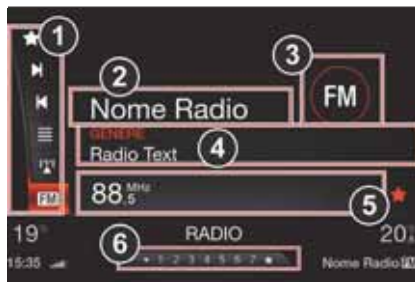 1
2
3
Nome Radio
FM
GENERE
Radio Text
4
88.5 MHz
5
FM
19°
RADIO
20.
6
1 2 3 4 5 6 7
15:35
Nome Radio FM